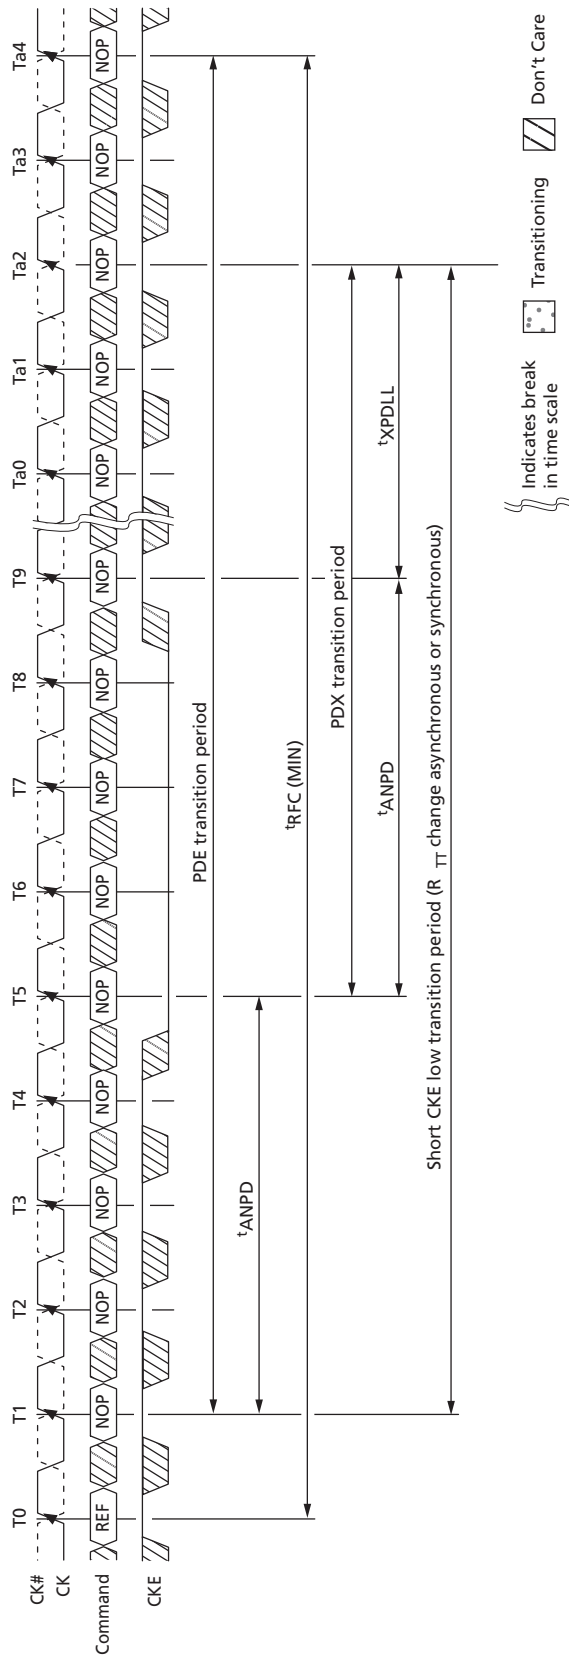 T0 T1 T2 T3 T4 T5 T6 T7 T8 T9 Ta0 Ta1 Ta2 Ta3 Ta4
CK#
CK
Command REF NOP NOP NOP NOP NOP NOP NOP NOP NOP NOP NOP NOP NOP NOP
CKE
PDE transition period
tANPD
tRFC (MIN)
PDX transition period
tANPD tXPDLL
Short CKE low transition period (R TT change asynchronous or synchronous)
Indicates break
in time scale
Transitioning
Don't Care